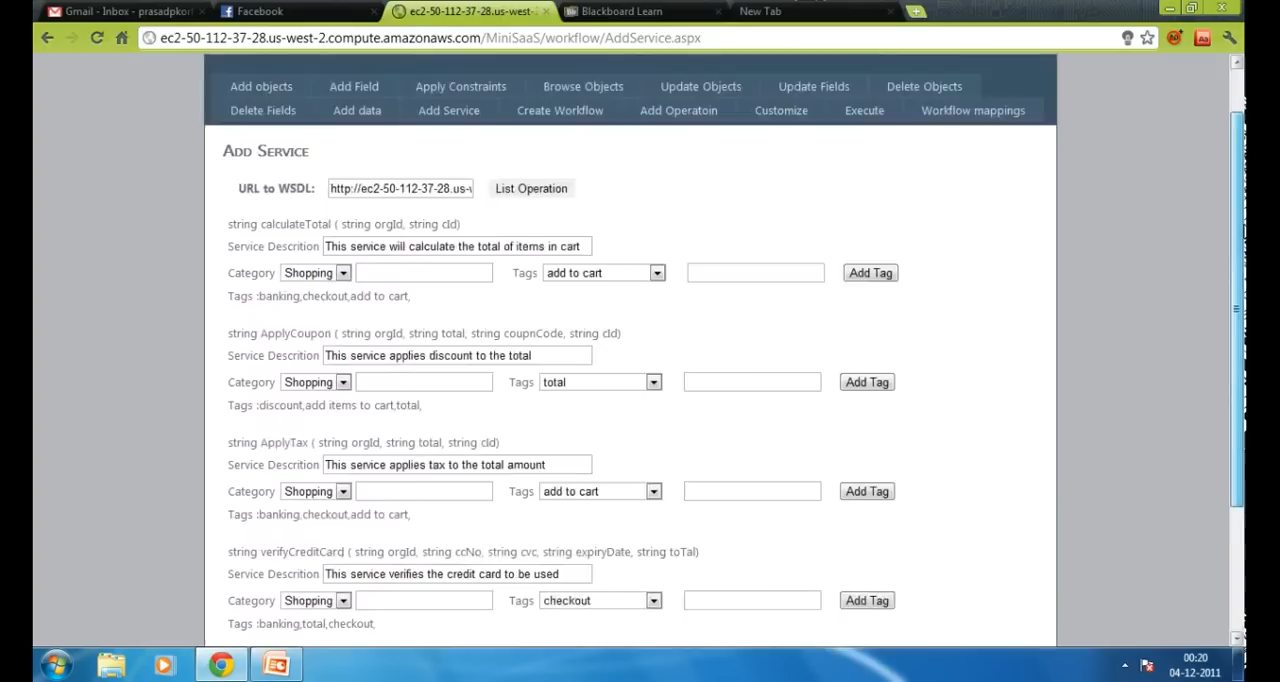 Gmail - Inbox - prasadpkor
Facebook
ec2-50-112-37-28.us-west-
Blackboard Learn
New Tab
ec2-50-112-37-28.us-west-2.compute.amazonaws.com/MiniSaaS/workflow/AddService.aspx
Add objects Add Field Apply Constraints Browse Objects Update Objects Update Fields Delete Objects
Delete Fields Add data Add Service Create Workflow Add Operatoin Customize Execute Workflow mappings
ADD SERVICE
URL to WSDL: http://ec2-50-112-37-28.us-v List Operation
string calculateTotal ( string orgId, string cId)
Service Descrition This service will calculate the total of items in cart
Category Shopping Tags add to cart Add Tag
Tags :banking,checkout,add to cart,
string ApplyCoupon ( string orgId, string total, string coupnCode, string cId)
Service Descrition This service applies discount to the total
Category Shopping Tags total Add Tag
Tags :discount,add items to cart,total,
string ApplyTax ( string orgId, string total, string cId)
Service Descrition This service applies tax to the total amount
Category Shopping Tags add to cart Add Tag
Tags :banking,checkout,add to cart,
string verifyCreditCard ( string orgId, string ccNo, string cvc, string expiryDate, string toTal)
Service Descrition This service verifies the credit card to be used
Category Shopping Tags checkout Add Tag
Tags :banking,total,checkout,
00:20
04-12-2011